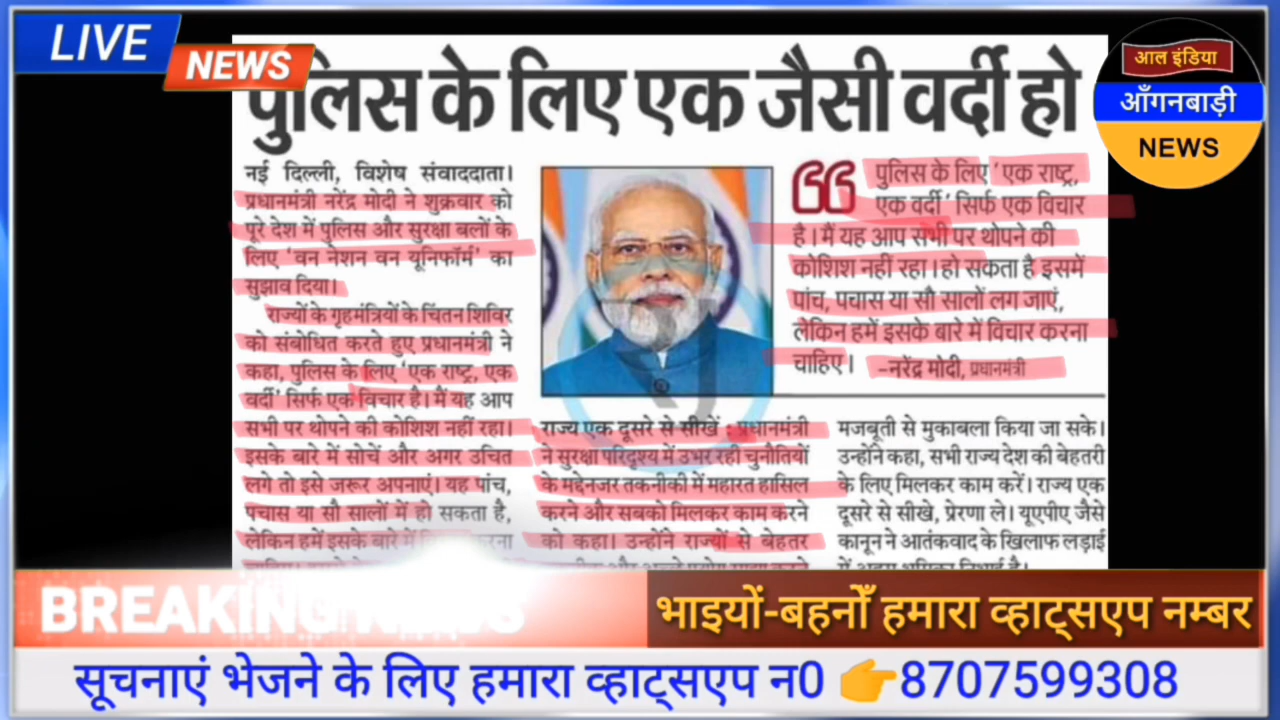 LIVE
NEWS
आल इंडिया
आँगनबाड़ी
NEWS
पुलिस के लिए एक जैसी वर्दी हो
नई दिल्ली, विशेष संवाददाता।
प्रधानमंत्री नरेंद्र मोदी ने शुक्रवार को
पूरे देश में पुलिस और सुरक्षा बलों के
लिए 'वन नेशन वन यूनिफॉर्म' का
सुझाव दिया।
राज्यों के गृहमंत्रियों के चिंतन शिविर
को संबोधित करते हुए प्रधानमंत्री ने
कहा, पुलिस के लिए 'एक राष्ट्र, एक
वर्दी' सिर्फ एक विचार है। मैं यह आप
सभी पर थोपने की कोशिश नहीं रहा।
इसके बारे में सोचें और अगर उचित
लगे तो इसे जरूर अपनाएं। यह पांच,
पचास या सौ सालों में हो सकता है,
लेकिन हमें इसके बारे में
पुलिस के लिए 'एक राष्ट्र,
एक वर्दी' सिर्फ एक विचार
है। मैं यह आप सभी पर थोपने की
कोशिश नहीं रहा। हो सकता है इसमें
पांच, पचास या सौ सालों लग जाएं,
लेकिन हमें इसके बारे में विचार करना
चाहिए। -नरेंद्र मोदी, प्रधानमंत्री
राज्य एक दूसरे से सीखें : प्रधानमंत्री
ने सुरक्षा परिदृश्य में उभर रही चुनौतियों
के मद्देनजर तकनीकी में महारत हासिल
करने और सबको मिलकर काम करने
को कहा। उन्होंने राज्यों से बेहतर
मजबूती से मुकाबला किया जा सके।
उन्होंने कहा, सभी राज्य देश की बेहतरी
के लिए मिलकर काम करें। राज्य एक
दूसरे से सीखे, प्रेरणा ले। यूएपीए जैसे
कानून ने आतंकवाद के खिलाफ लड़ाई
BREAKING NEWS
भाइयों-बहनोँ हमारा व्हाट्सएप नम्बर
सूचनाएं भेजने के लिए हमारा व्हाट्सएप न0 👉8707599308